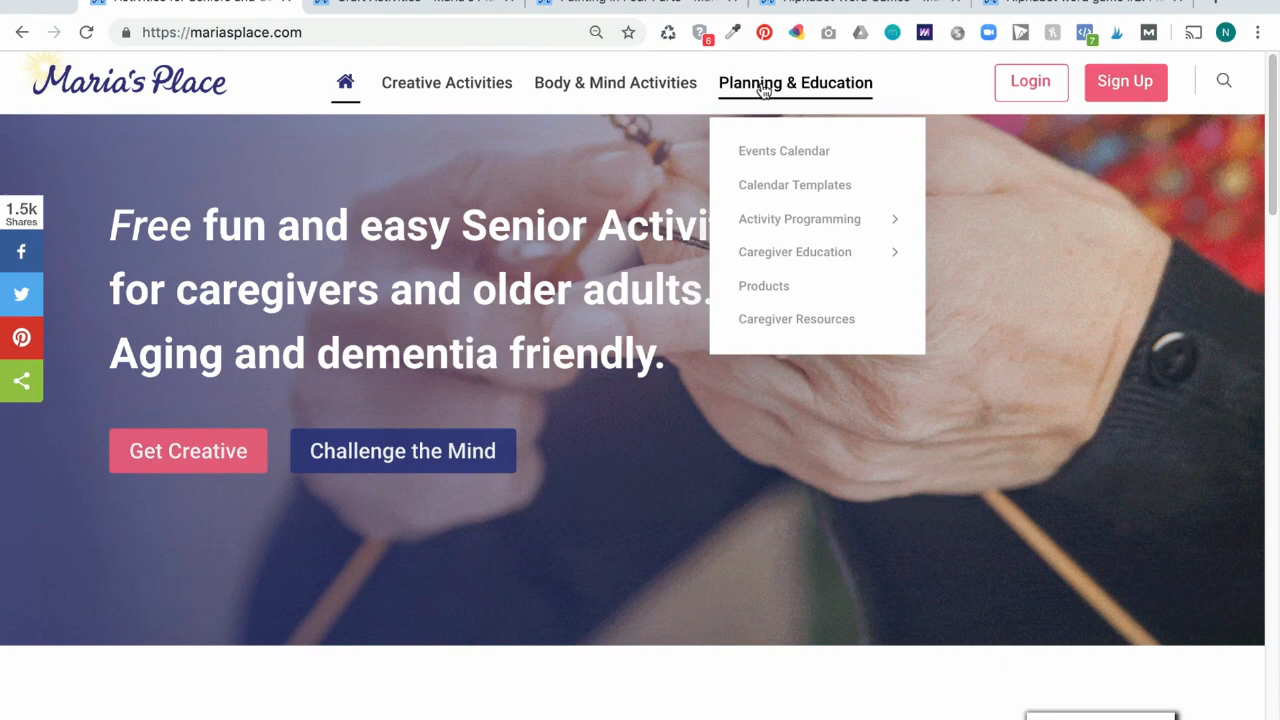 https://mariasplace.com
6
7
N
Maria's Place
Creative Activities
Body & Mind Activities
Planning & Education
Login
Sign Up
Events Calendar
Calendar Templates
Activity Programming
Caregiver Education
Products
Caregiver Resources
1.5k
Shares
Free fun and easy Senior Activi
for caregivers and older adults.
Aging and dementia friendly.
Get Creative
Challenge the Mind